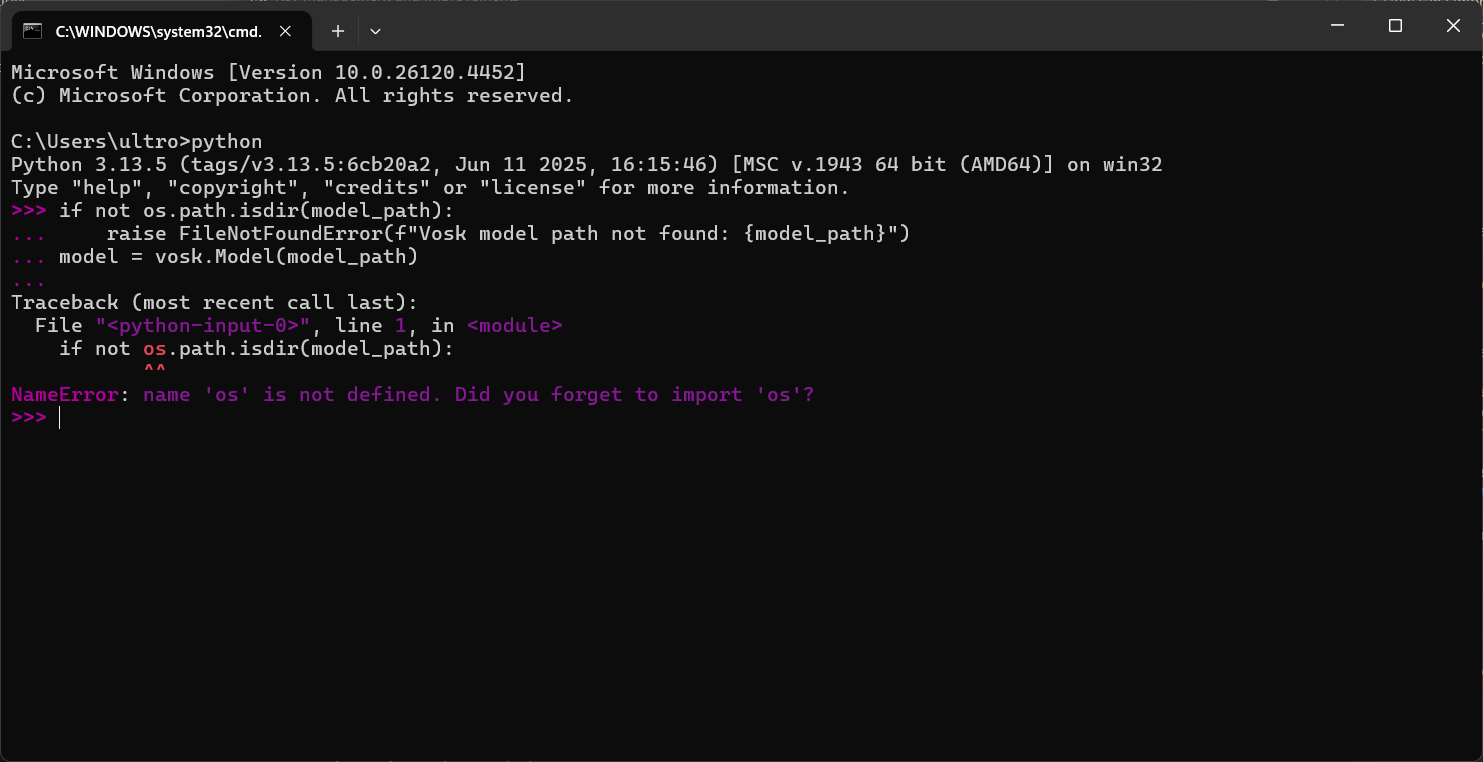 C:\WINDOWS\system32\cmd.
Microsoft Windows [Version 10.0.26120.4452]
(c) Microsoft Corporation. All rights reserved.
C:\Users\ultro>python
Python 3.13.5 (tags/v3.13.5:6cb20a2, Jun 11 2025, 16:15:46) [MSC v.1943 64 bit (AMD64)] on win32
Type "help", "copyright", "credits" or "license" for more information.
>>> if not os.path.isdir(model_path):
...     raise FileNotFoundError(f"Vosk model path not found: {model_path}")
... model = vosk.Model(model_path)
...
Traceback (most recent call last):
  File "<python-input-0>", line 1, in <module>
    if not os.path.isdir(model_path):
           ^^
NameError: name 'os' is not defined. Did you forget to import 'os'?
>>>